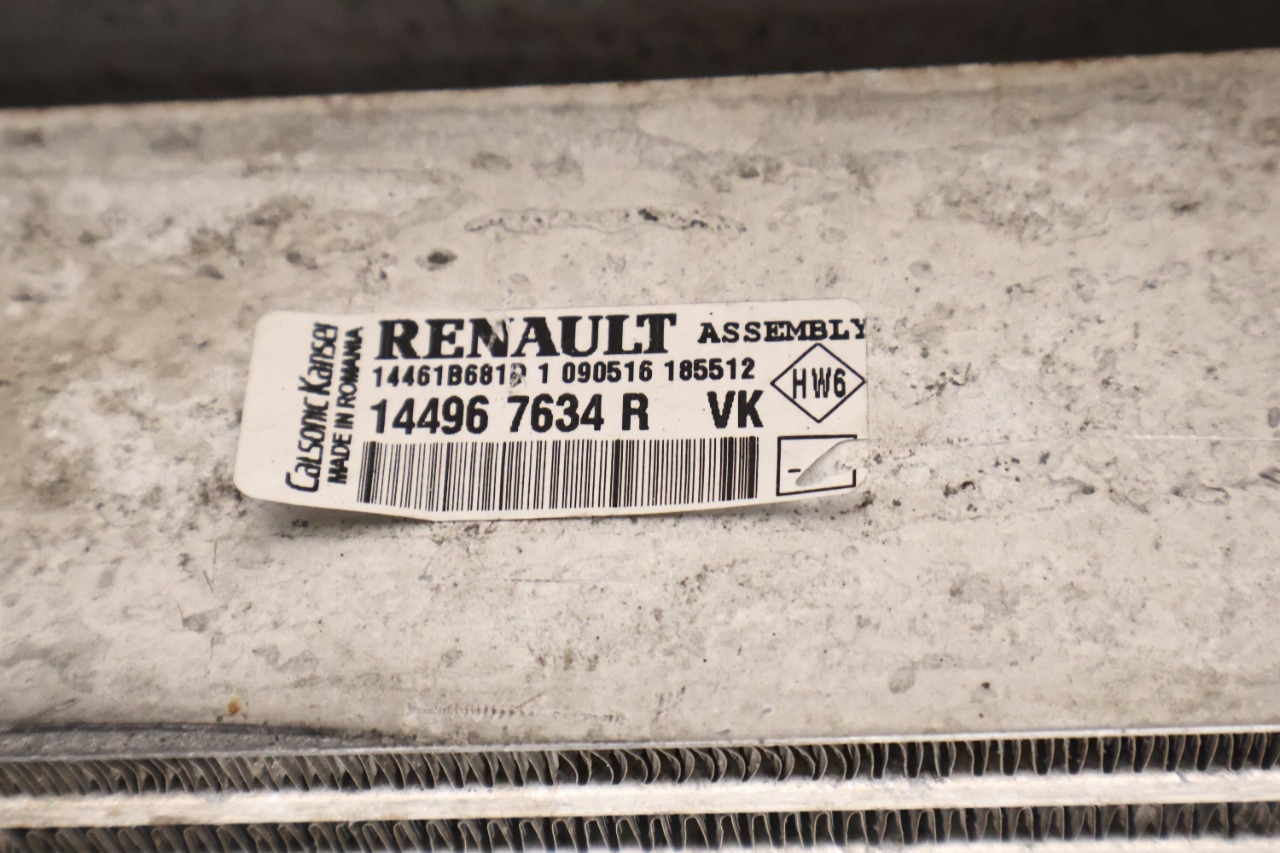 Calsonic Kansei
MADE IN ROMANIA
RENAULT ASSEMBLY
1 090516 185512
14496 7634 R VK
HW6